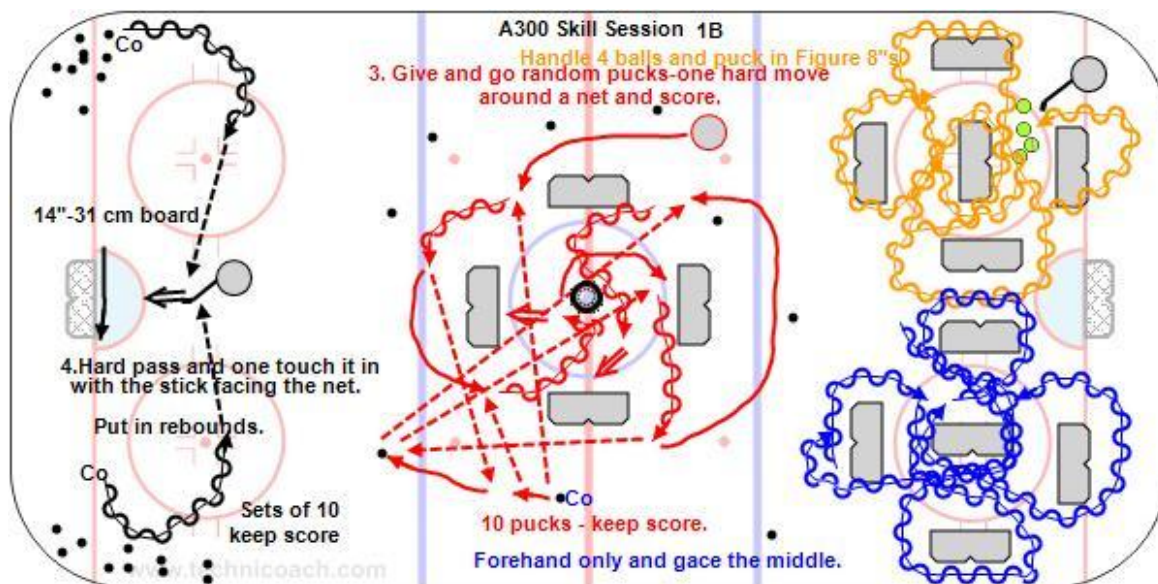 A300 Skill Session 1B
Co
Handle 4 balls and puck in Figure 8"s
3. Give and go random pucks-one hard move
around a net and score.
14"-31 cm board
4.Hard pass and one touch it in
with the stick facing the net.
Put in rebounds.
Co
Sets of 10
keep score
Co
10 pucks - keep score.
Forehand only and gace the middle.
www.technicoach.com